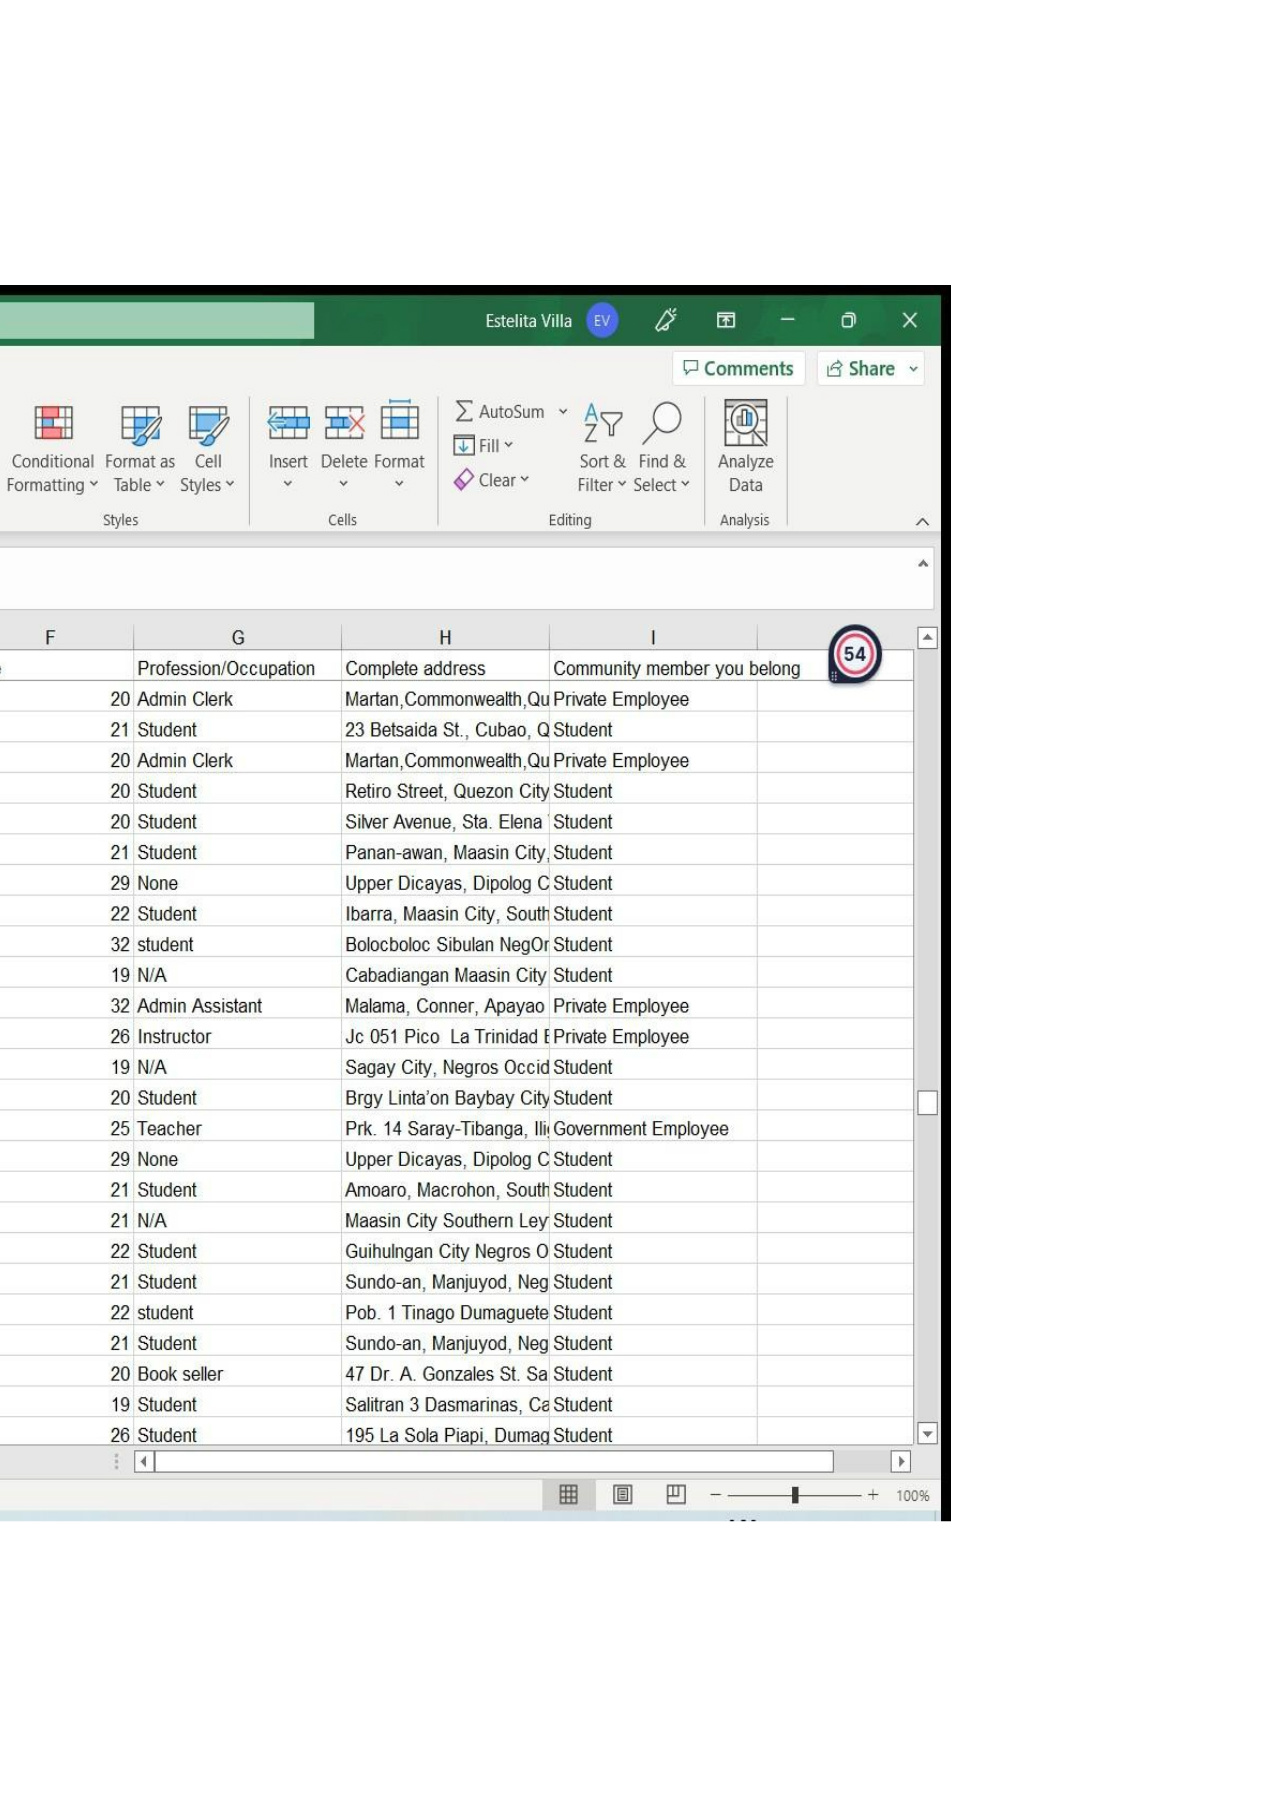 Estelita Villa EV
Comments Share
AutoSum
Fill
Clear
Conditional Formatting
Format as Table
Cell Styles
Insert Delete Format
Sort & Filter
Find & Select
Analyze Data
Styles Cells Editing Analysis
F G H I
54
Profession/Occupation Complete address Community member you belong
20 Admin Clerk Martan,Commonwealth,Qu Private Employee
21 Student 23 Betsaida St., Cubao, Q Student
20 Admin Clerk Martan,Commonwealth,Qu Private Employee
20 Student Retiro Street, Quezon City Student
20 Student Silver Avenue, Sta. Elena Student
21 Student Panan-awan, Maasin City, Student
29 None Upper Dicayas, Dipolog C Student
22 Student Ibarra, Maasin City, South Student
32 student Bolocboloc Sibulan NegOr Student
19 N/A Cabadiangan Maasin City Student
32 Admin Assistant Malama, Conner, Apayao Private Employee
26 Instructor Jc 051 Pico La Trinidad Private Employee
19 N/A Sagay City, Negros Occid Student
20 Student Brgy Linta’on Baybay City Student
25 Teacher Prk. 14 Saray-Tibanga, Ilig Government Employee
29 None Upper Dicayas, Dipolog C Student
21 Student Amoaro, Macrohon, South Student
21 N/A Maasin City Southern Ley Student
22 Student Guihulngan City Negros O Student
21 Student Sundo-an, Manjuyod, Neg Student
22 student Pob. 1 Tinago Dumaguete Student
21 Student Sundo-an, Manjuyod, Neg Student
20 Book seller 47 Dr. A. Gonzales St. Sa Student
19 Student Salitran 3 Dasmarinas, Ca Student
26 Student 195 La Sola Piapi, Dumag Student
100%